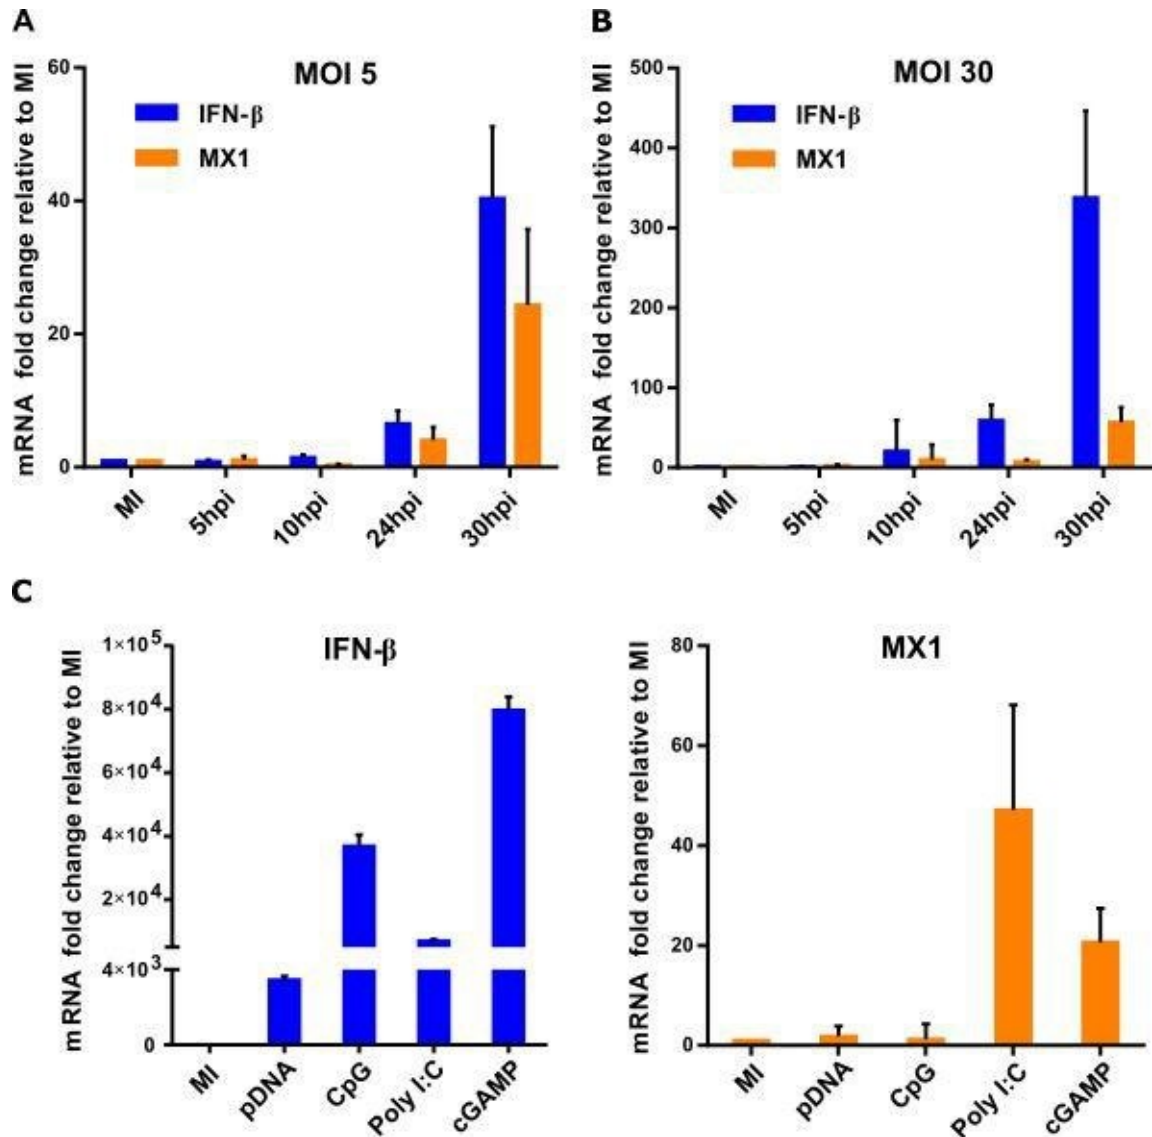 A
MOI 5
IFN-β
MX1
mRNA fold change relative to MI
60
40
20
0
MI
5hpi
10hpi
24hpi
30hpi
B
MOI 30
IFN-β
MX1
mRNA fold change relative to MI
500
400
300
200
100
0
MI
5hpi
10hpi
24hpi
30hpi
C
IFN-β
mRNA fold change relative to MI
1×10⁵
8×10⁴
6×10⁴
4×10⁴
2×10⁴
4×10³
0
MI
pDNA
CpG
Poly I:C
cGAMP
MX1
mRNA fold change relative to MI
80
60
40
20
0
MI
pDNA
CpG
Poly I:C
cGAMP